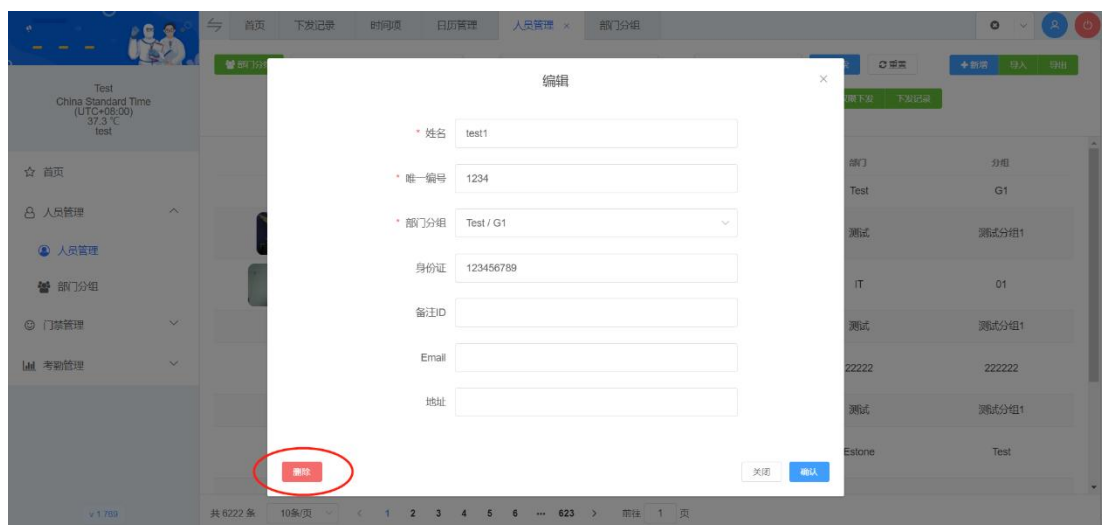 首页 下发记录 时间项 日历管理 人员管理 × 部门分组
Test
China Standard Time
(UTC+08:00)
37.3 ℃
test
首页
人员管理
人员管理
部门分组
门禁管理
考勤管理
v 1.769
重置 新增 导入 导出
下发记录
编辑
* 姓名 test1
* 唯一编号 1234
* 部门分组 Test / G1
身份证 123456789
备注ID
Email
地址
删除 关闭 确认
部门 分组
Test G1
测试 测试分组1
IT 01
测试 测试分组1
22222 222222
测试 测试分组1
Estone Test
共 6222 条 10条/页 < 1 2 3 4 5 6 ··· 623 > 前往 1 页